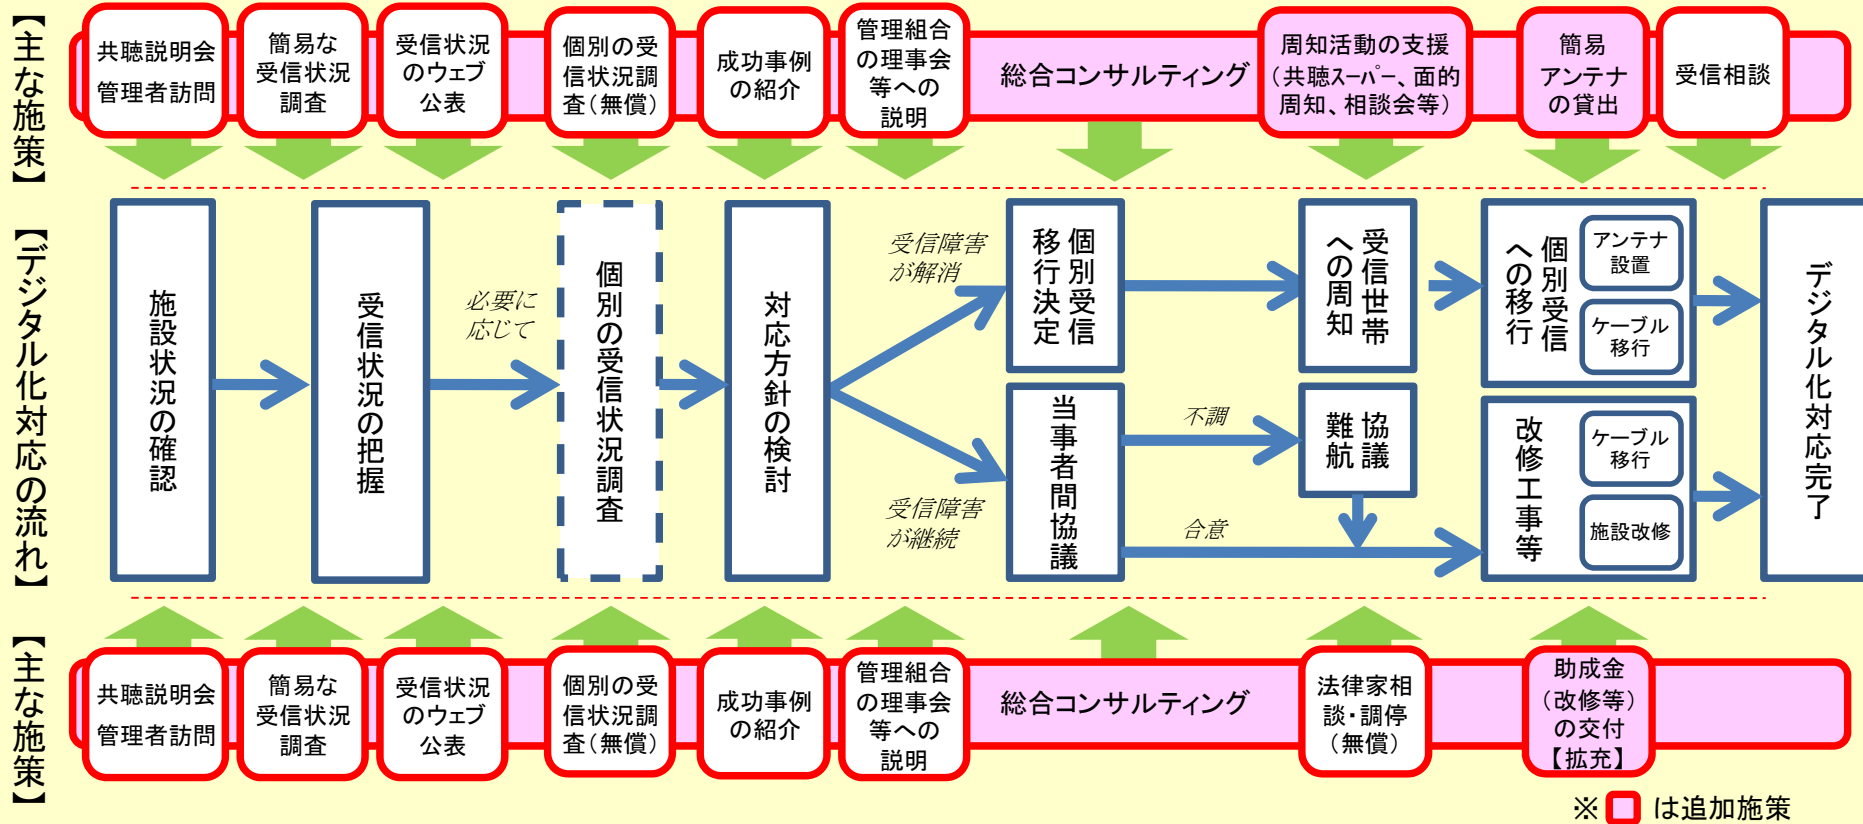 【主な施策】
共聴説明会
管理者訪問
簡易な
受信状況
調査
受信状況
のウェブ
公表
個別の受
信状況調
査(無償)
成功事例
の紹介
管理組合
の理事会
等への
説明
総合コンサルティング
周知活動の支援
(共聴スーパー、面的
周知、相談会等)
簡易
アンテナ
の貸出
受信相談
【デジタル化対応の流れ】
施設状況の確認
受信状況の把握
必要に
応じて
個別の受信状況調査
対応方針の検討
受信障害
が解消
受信障害
が継続
個別受信
移行決定
受信世帯
への周知
個別受信
への移行
アンテナ
設置
ケーブル
移行
当事者間協議
不調
合意
協議
難航
改修工事等
ケーブル
移行
施設改修
デジタル化対応完了
【主な施策】
共聴説明会
管理者訪問
簡易な
受信状況
調査
受信状況
のウェブ
公表
個別の受
信状況調
査(無償)
成功事例
の紹介
管理組合
の理事会
等への
説明
総合コンサルティング
法律家相
談・調停
(無償)
助成金
(改修等)
の交付
【拡充】
※ は追加施策